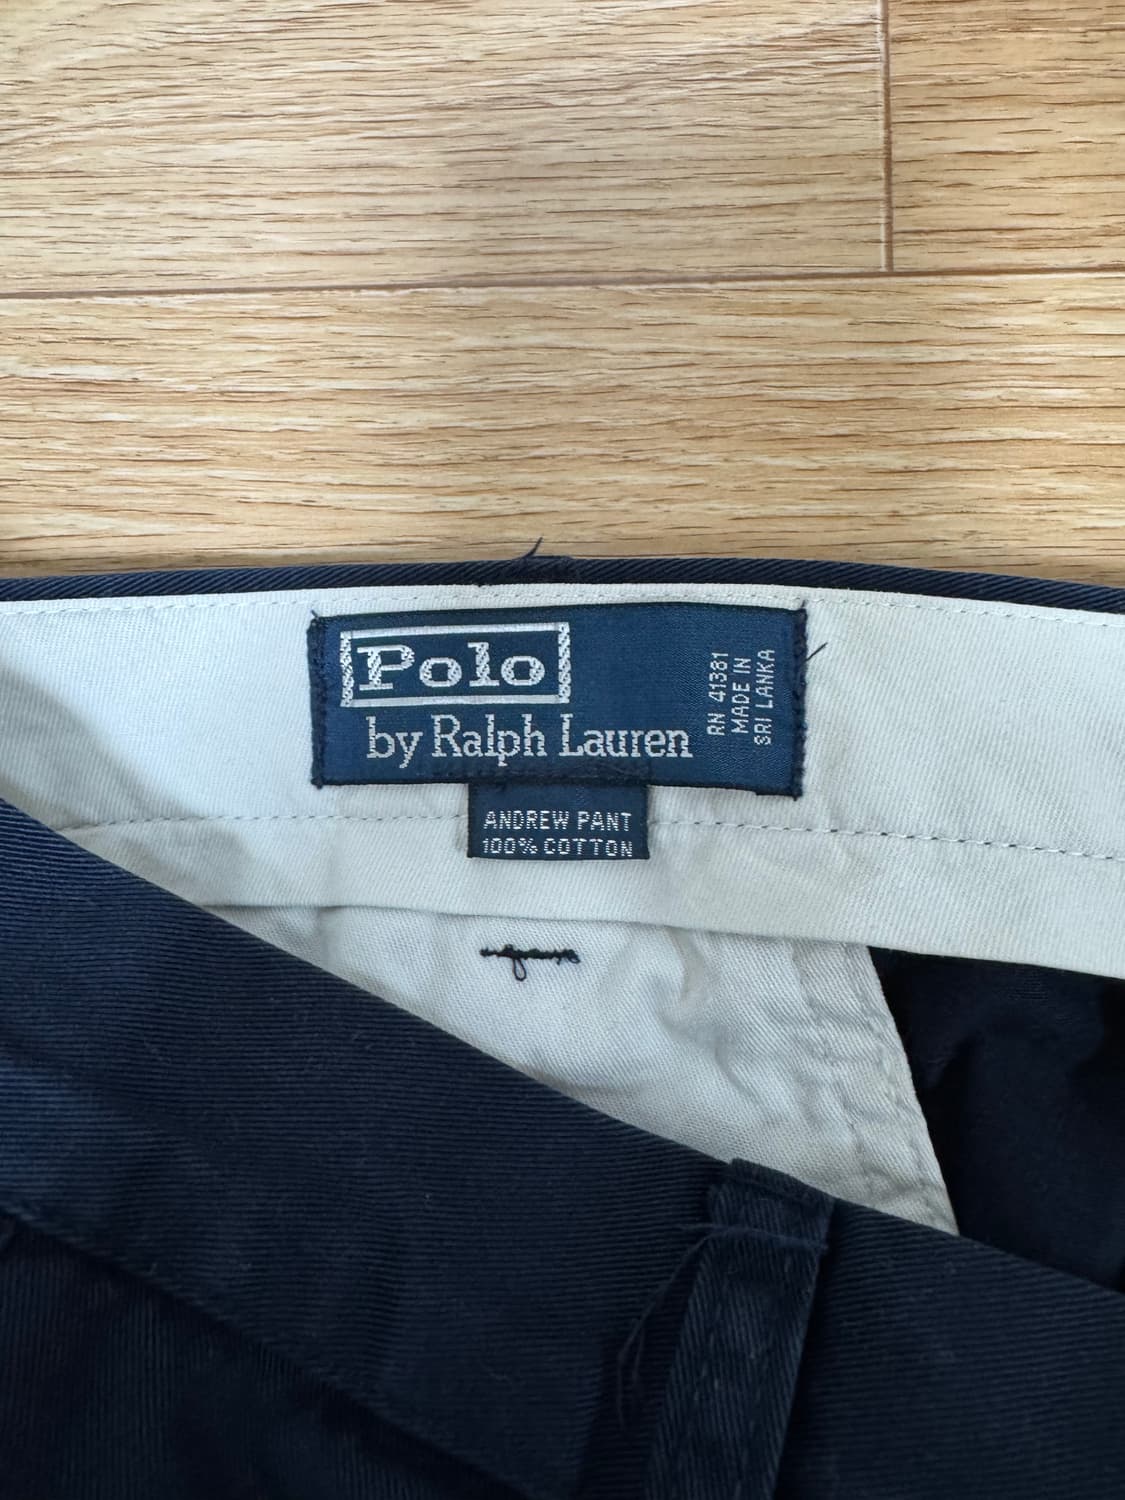 Polo
by Ralph Lauren
RN 41381
MADE IN
SRI LANKA
ANDREW PANT
100% COTTON